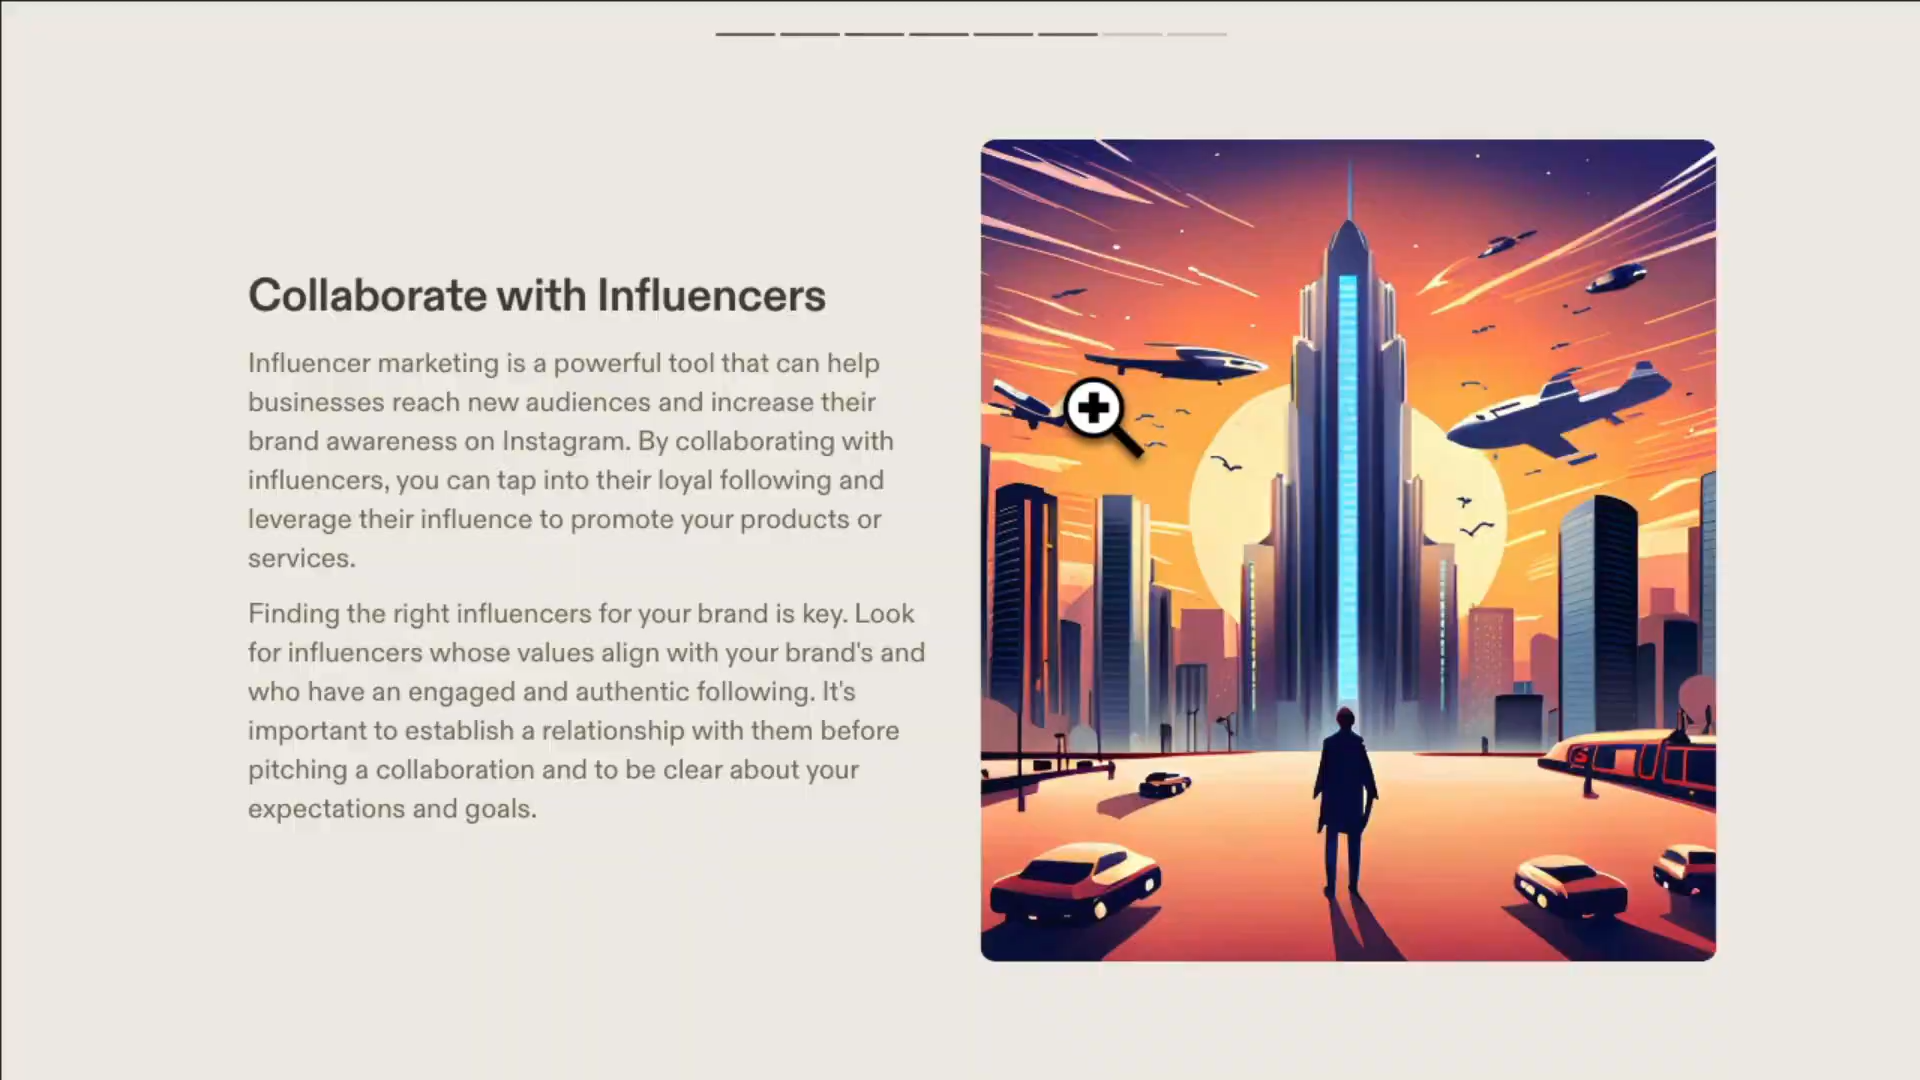 Collaborate with Influencers
Influencer marketing is a powerful tool that can help
businesses reach new audiences and increase their
brand awareness on Instagram. By collaborating with
influencers, you can tap into their loyal following and
leverage their influence to promote your products or
services.
Finding the right influencers for your brand is key. Look
for influencers whose values align with your brand's and
who have an engaged and authentic following. It's
important to establish a relationship with them before
pitching a collaboration and to be clear about your
expectations and goals.